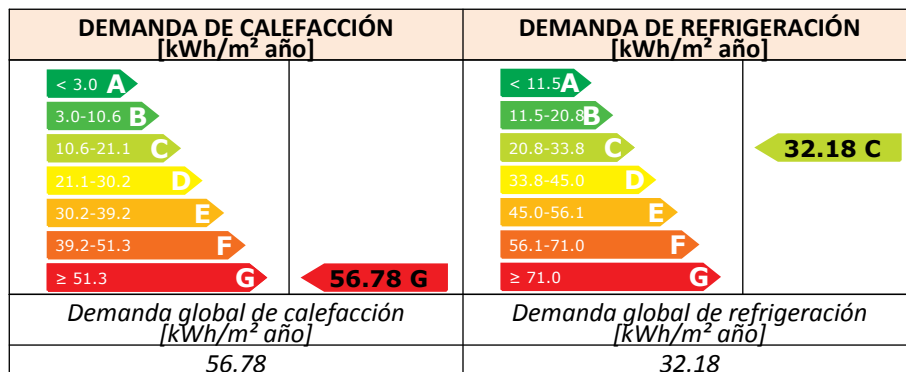 DEMANDA DE CALEFACCIÓN
[kWh/m² año]
DEMANDA DE REFRIGERACIÓN
[kWh/m² año]
< 3.0 A
3.0-10.6 B
10.6-21.1 C
21.1-30.2 D
30.2-39.2 E
39.2-51.3 F
≥ 51.3 G
56.78 G
< 11.5 A
11.5-20.8 B
20.8-33.8 C
33.8-45.0 D
45.0-56.1 E
56.1-71.0 F
≥ 71.0 G
32.18 C
Demanda global de calefacción
[kWh/m² año]
Demanda global de refrigeración
[kWh/m² año]
56.78
32.18